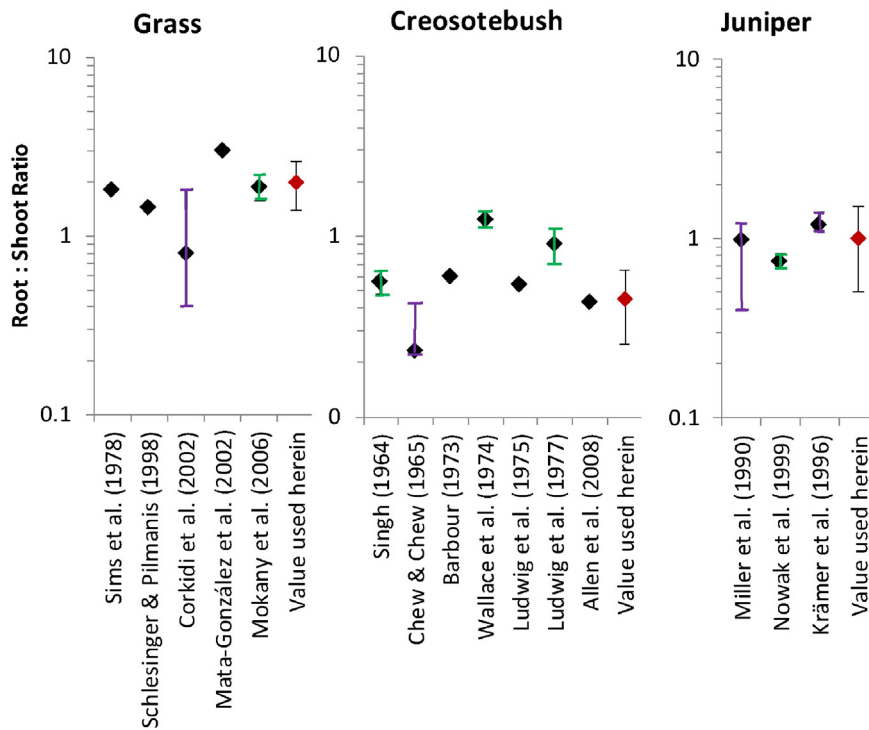 Grass
Creosotebush
Juniper
Root : Shoot Ratio
10
1
0.1
Sims et al. (1978)
Schlesinger & Pilmanis (1998)
Corkidi et al. (2002)
Mata-González et al. (2002)
Mokany et al. (2006)
Value used herein
10
1
0
Singh (1964)
Chew & Chew (1965)
Barbour (1973)
Wallace et al. (1974)
Ludwig et al. (1975)
Ludwig et al. (1977)
Allen et al. (2008)
Value used herein
10
1
0.1
Miller et al. (1990)
Nowak et al. (1999)
Krämer et al. (1996)
Value used herein